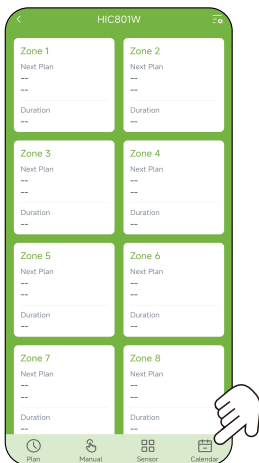 HIC801W
Zone 1
Next Plan
--
--
Duration
--
Zone 2
Next Plan
--
--
Duration
--
Zone 3
Next Plan
--
--
Duration
--
Zone 4
Next Plan
--
--
Duration
--
Zone 5
Next Plan
--
--
Duration
--
Zone 6
Next Plan
--
--
Duration
--
Zone 7
Next Plan
--
--
Duration
--
Zone 8
Next Plan
--
--
Duration
--
Plan Manual Sensor Calendar